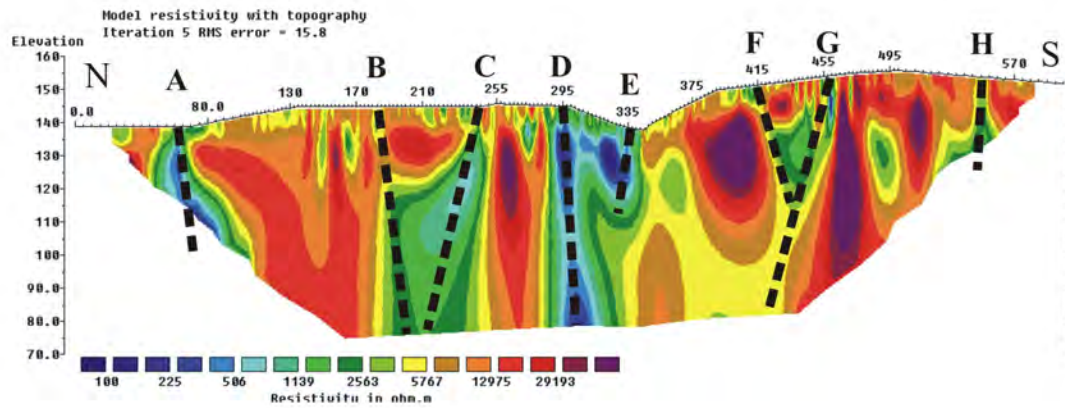 Model resistivity with topography
Iteration 5 RMS error = 15.8
Elevation
160
150
140
130
120
110
100
90.0
80.0
70.0
N A B C D E F G H S
0.0 80.0 130 170 210 255 295 335 375 415 455 495 570
100 225 506 1139 2563 5767 12975 29193
Resistivity in ohm.m